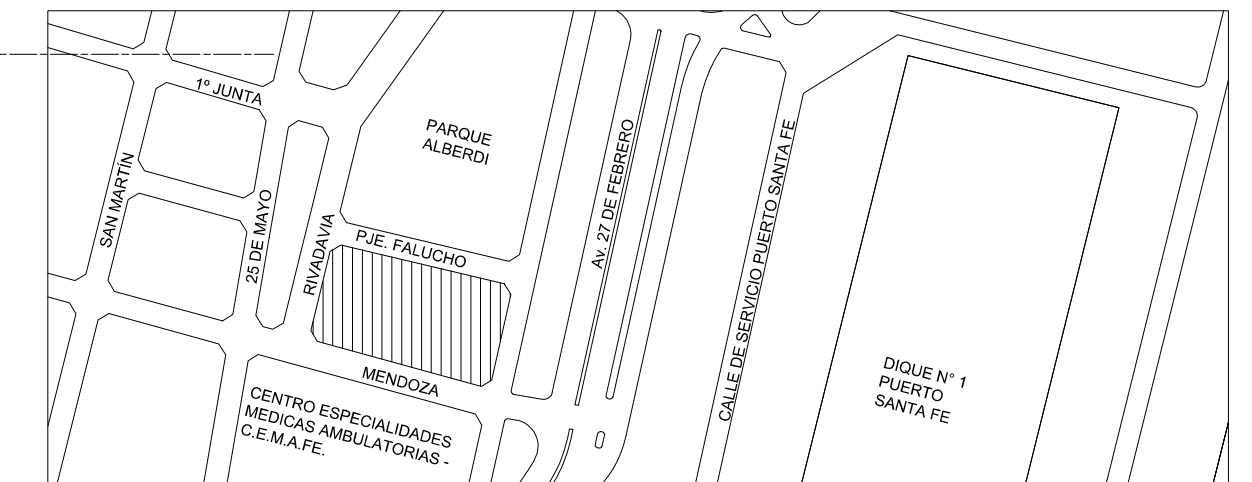 1º JUNTA
PARQUE
ALBERDI
SAN MARTÍN
25 DE MAYO
RIVADAVIA
PJE. FALUCHO
Av. 27 DE FEBRERO
CALLE DE SERVICIO PUERTO SANTA FE
MENDOZA
CENTRO ESPECIALIDADES
MEDICAS AMBULATORIAS -
C.E.M.A.FE.
DIQUE N° 1
PUERTO
SANTA FE